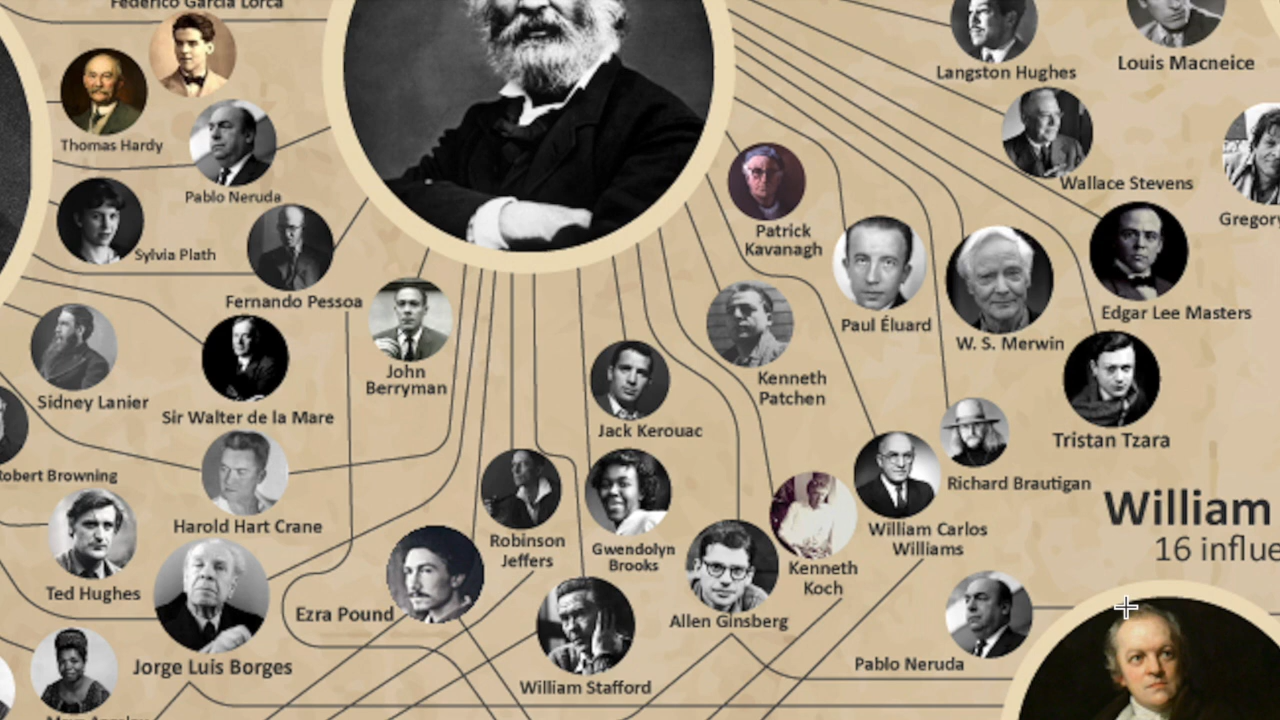 Federico García Lorca
Langston Hughes
Louis Macneice
Thomas Hardy
Pablo Neruda
Wallace Stevens
Gregory
Patrick
Kavanagh
Sylvia Plath
Fernando Pessoa
Edgar Lee Masters
Paul Éluard
W. S. Merwin
John
Berryman
Kenneth
Patchen
Sidney Lanier
Sir Walter de la Mare
Jack Kerouac
Tristan Tzara
Robert Browning
Richard Brautigan
Harold Hart Crane
William
16 influe
William Carlos
Williams
Robinson
Jeffers
Gwendolyn
Brooks
Kenneth
Koch
Ted Hughes
Ezra Pound
Allen Ginsberg
Jorge Luis Borges
Pablo Neruda
William Stafford
Maya Angelou